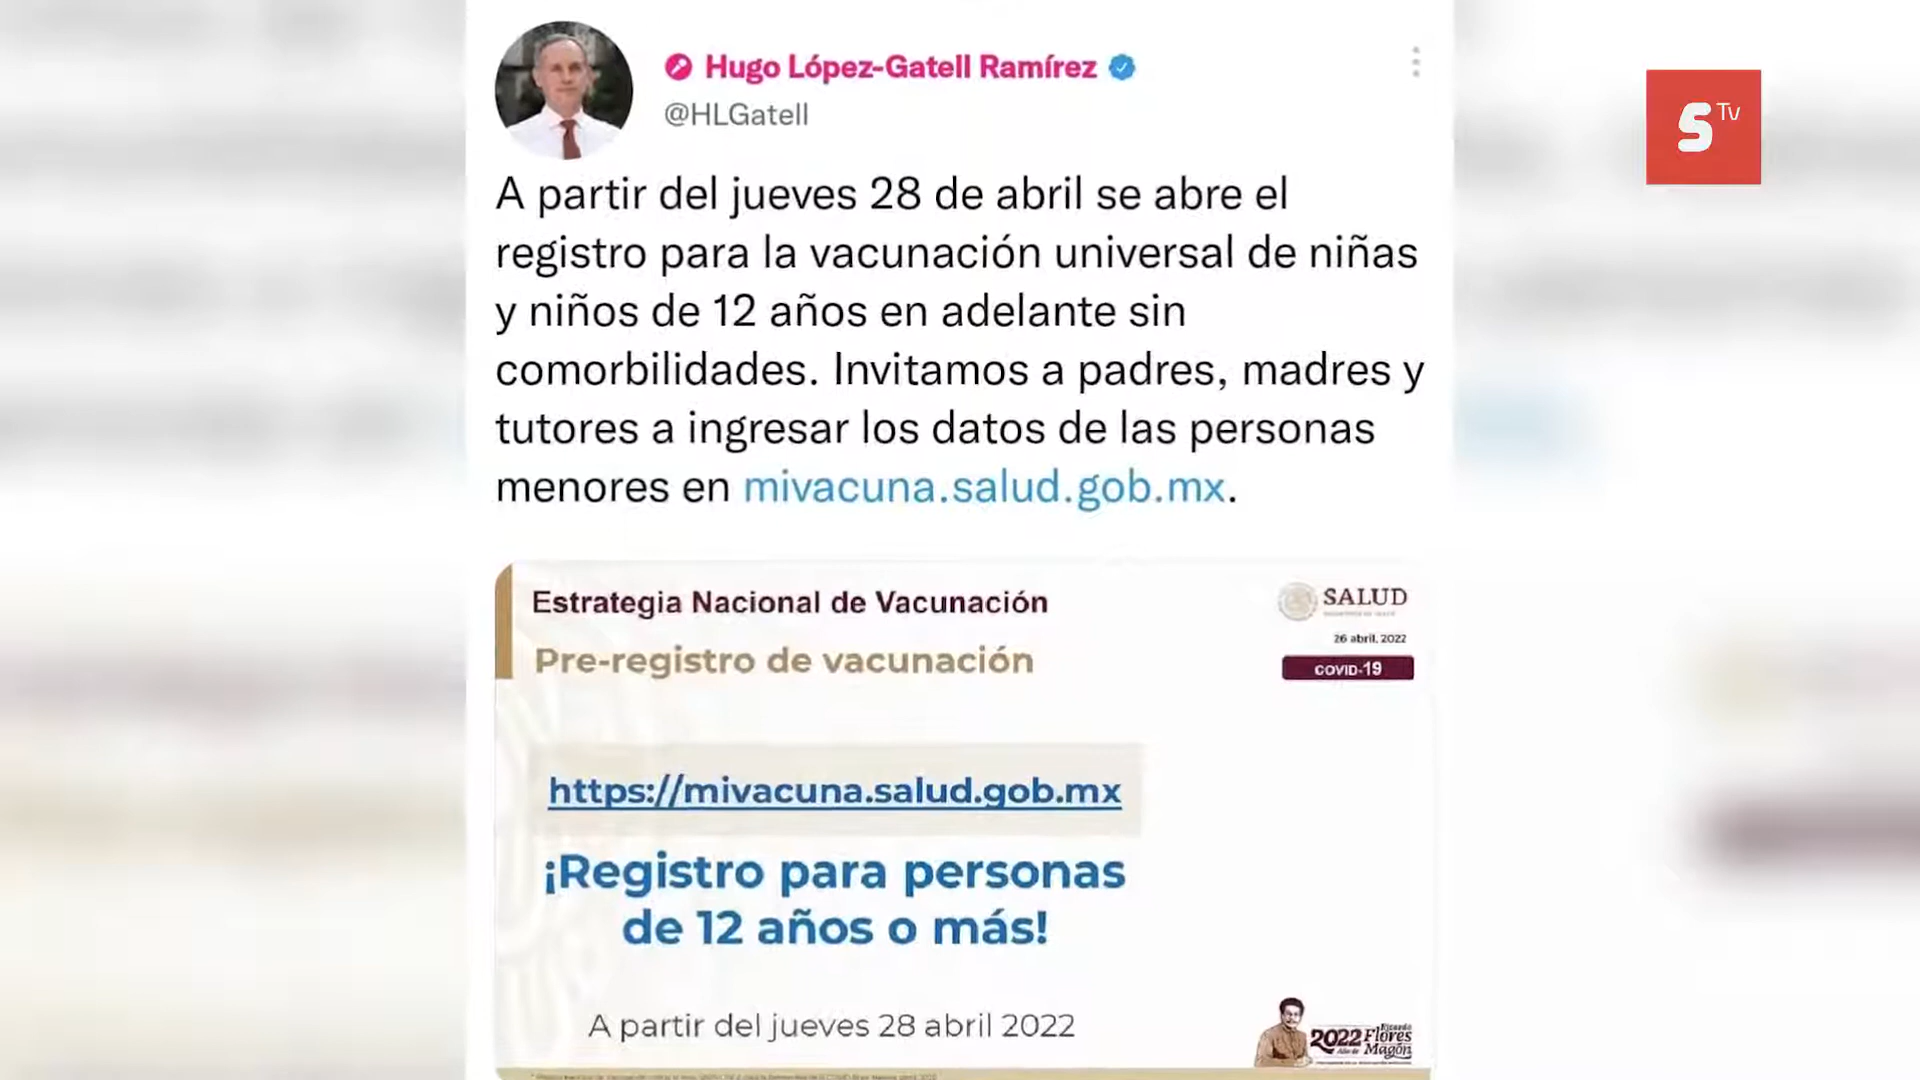 Hugo López-Gatell Ramírez
@HLGatell
S Tv
A partir del jueves 28 de abril se abre el
registro para la vacunación universal de niñas
y niños de 12 años en adelante sin
comorbilidades. Invitamos a padres, madres y
tutores a ingresar los datos de las personas
menores en mivacuna.salud.gob.mx.
Estrategia Nacional de Vacunación
SALUD
26 abril, 2022
Pre-registro de vacunación
COVID-19
https://mivacuna.salud.gob.mx
¡Registro para personas
de 12 años o más!
A partir del jueves 28 abril 2022
2022 Ricardo
Año de Flores
Magón